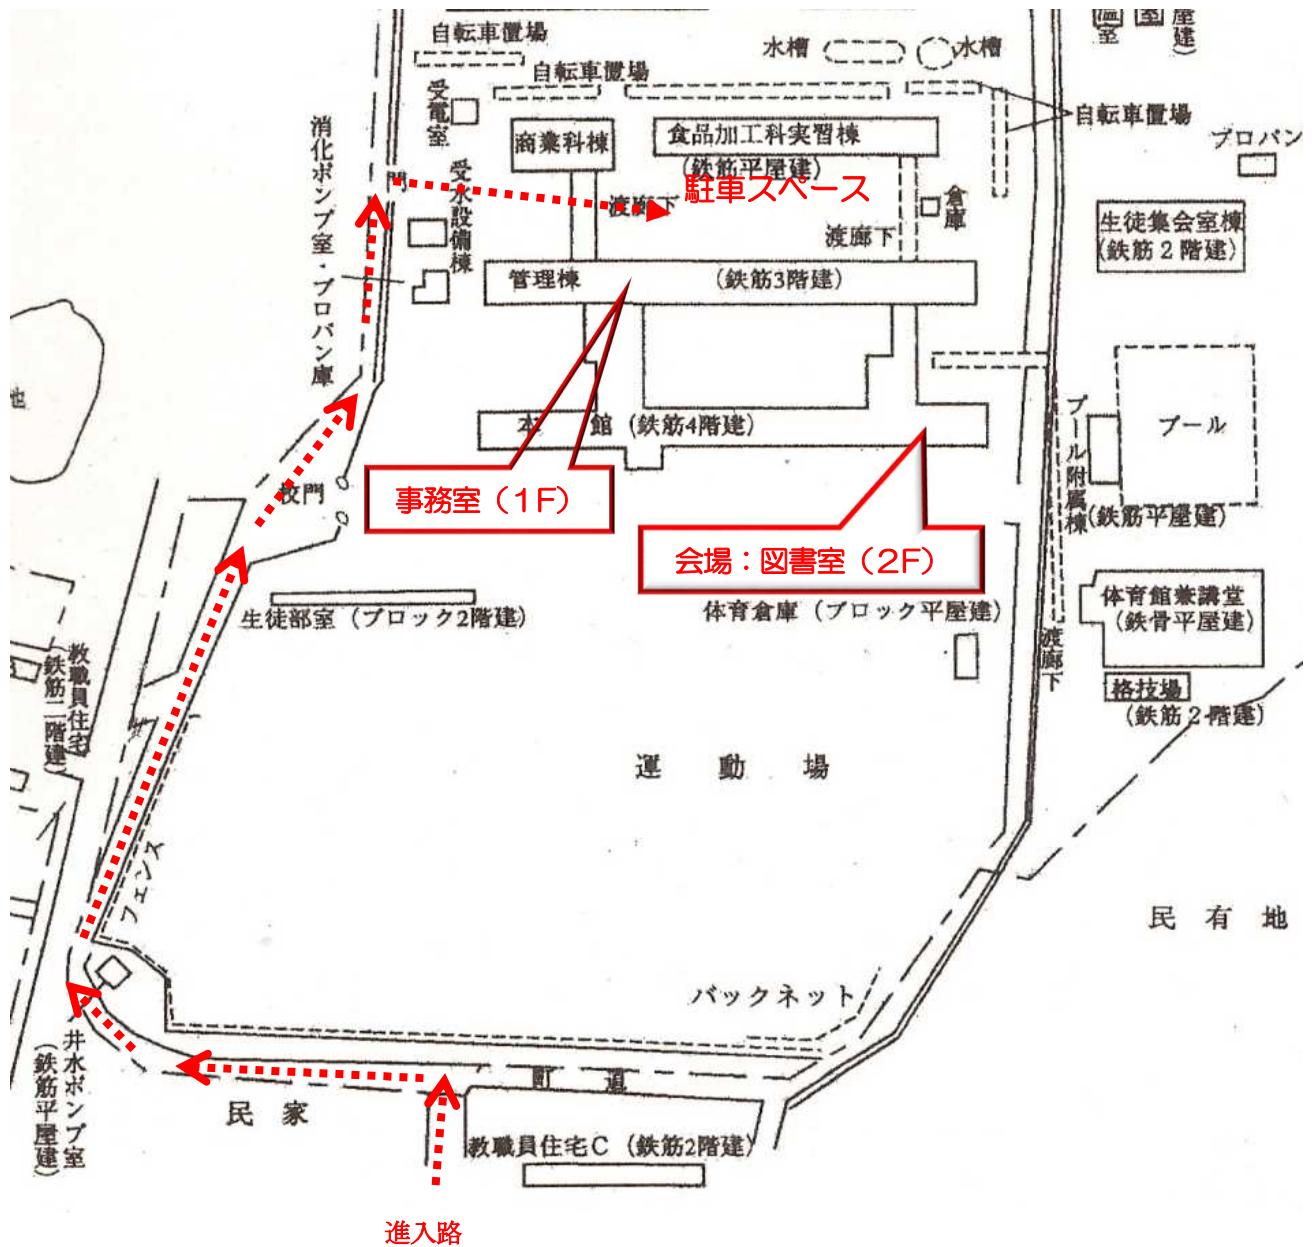 自転車置場
水槽
水槽
温室
屋建)
自転車置場
受電室
自転車置場
プロパン
消化ポンプ室・プロパン庫
商業科棟
食品加工科実習棟
(鉄筋平屋建)
門
受水設備棟
渡廊下
駐車スペース
倉庫
渡廊下
生徒集会室棟
(鉄筋2階建)
管理棟
(鉄筋3階建)
池
本館(鉄筋4階建)
プール附属棟
プール
(鉄筋平屋建)
校門
事務室(1F)
会場:図書室(2F)
生徒部室(ブロック2階建)
体育倉庫(ブロック平屋建)
体育館兼講堂
(鉄骨平屋建)
渡廊下
格技場
(鉄筋2階建)
教職員住宅
(鉄筋二階建)
運動場
フェンス
民有地
バックネット
井水ポンプ室
(鉄筋平屋建)
町道
民家
教職員住宅C(鉄筋2階建)
進入路